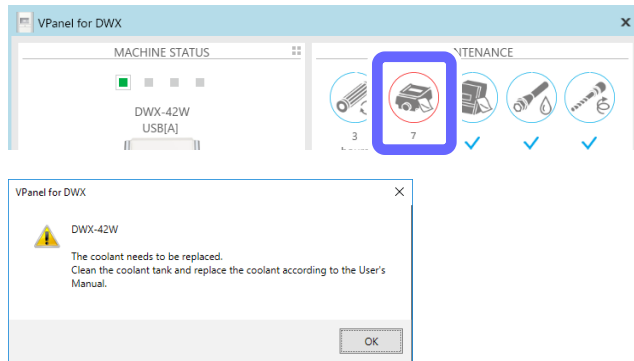 VPanel for DWX
MACHINE STATUS
DWX-42W
USB[A]
NTENANCE
3
7
VPanel for DWX
DWX-42W
The coolant needs to be replaced.
Clean the coolant tank and replace the coolant according to the User's
Manual.
OK